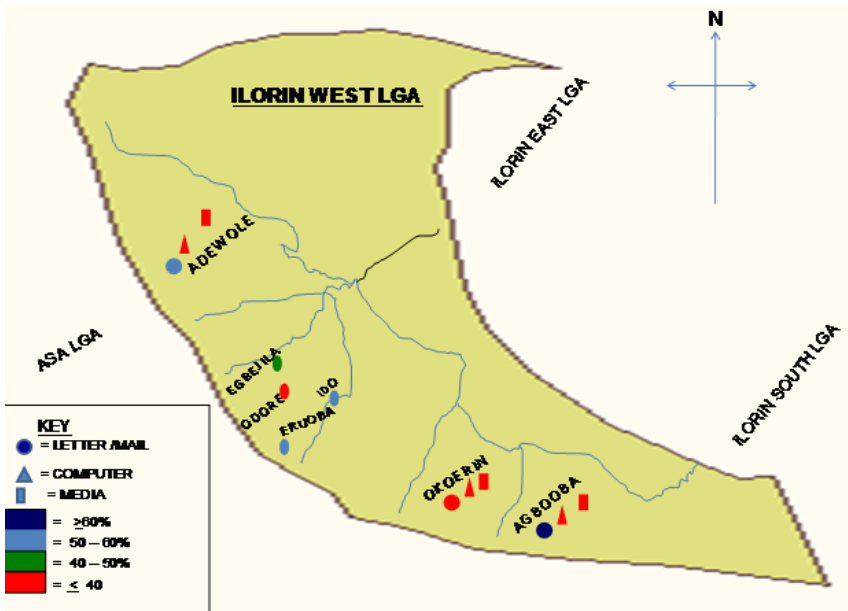 N
ILORIN WEST LGA
ILORIN EAST LGA
ADEWOLE
ASA LGA
EGBEJILA
IDO
ODORE
ERUOBA
ILORIN SOUTH LGA
OKOERIN
AGBOOBA
KEY
= LETTER /MAIL
= COMPUTER
= MEDIA
= ≥60%
= 50 – 60%
= 40 – 50%
= ≤ 40